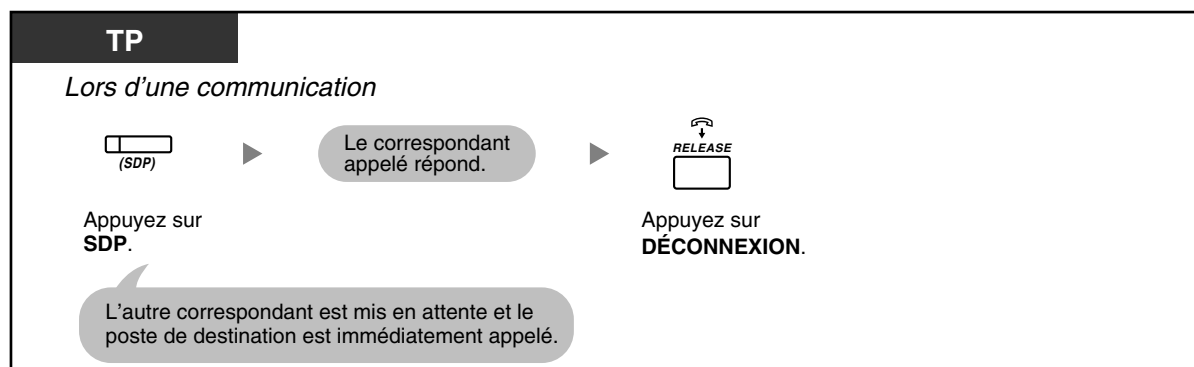 TP
Lors d'une communication
(SDP)
Le correspondant
appelé répond.
RELEASE
Appuyez sur
SDP.
Appuyez sur
DÉCONNEXION.
L'autre correspondant est mis en attente et le
poste de destination est immédiatement appelé.